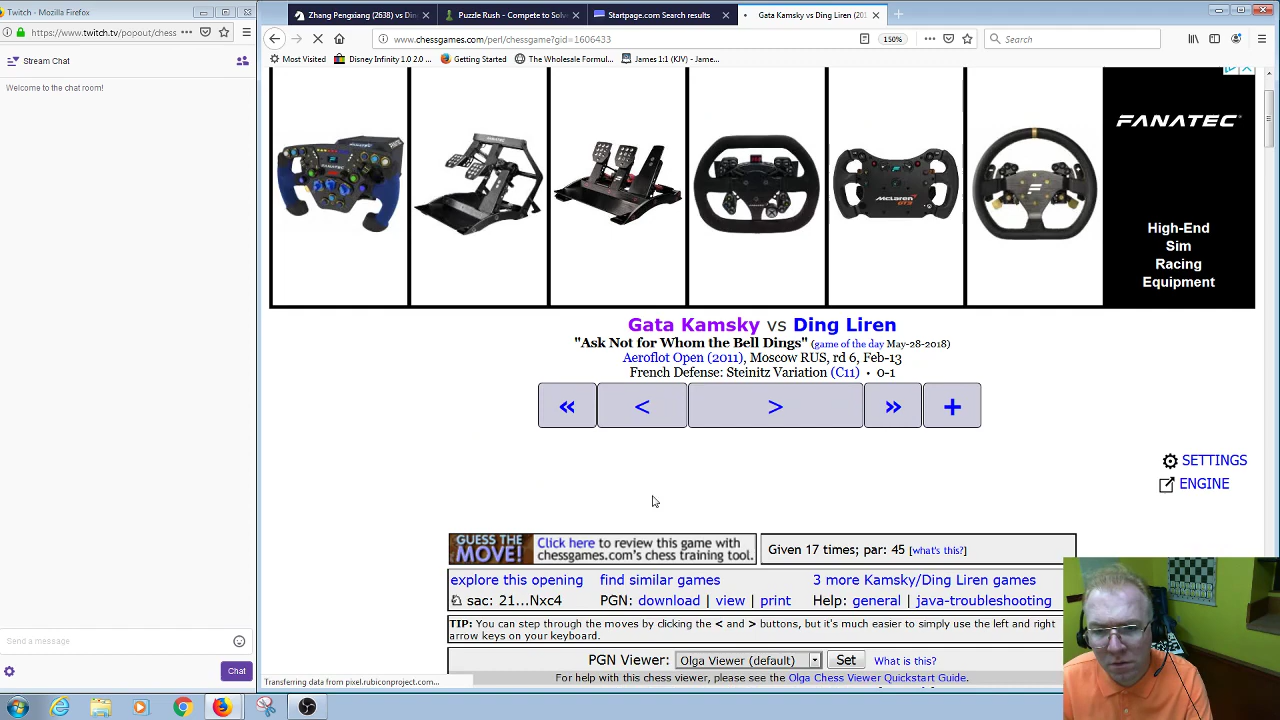 Twitch - Mozilla Firefox
https://www.twitch.tv/popout/chess
Stream Chat
Welcome to the chat room!
Send a message
Chat
Zhang Pengxiang (2638) vs Din
Puzzle Rush - Compete to Solve
Startpage.com Search results
Gata Kamsky vs Ding Liren (201
www.chessgames.com/perl/chessgame?gid=1606433
150%
Search
Most Visited
Disney Infinity 1.0 2.0 ...
Getting Started
The Wholesale Formul...
James 1:1 (KJV) - Jame...
FANATEC
High-End
Sim
Racing
Equipment
Gata Kamsky vs Ding Liren
"Ask Not for Whom the Bell Dings" (game of the day May-28-2018)
Aeroflot Open (2011), Moscow RUS, rd 6, Feb-13
French Defense: Steinitz Variation (C11) • 0-1
« < > » +
SETTINGS
ENGINE
GUESS THE MOVE!
Click here to review this game with
chessgames.com's chess training tool.
Given 17 times; par: 45 [what's this?]
explore this opening find similar games 3 more Kamsky/Ding Liren games
sac: 21...Nxc4 PGN: download | view | print Help: general | java-troubleshooting
TIP: You can step through the moves by clicking the < and > buttons, but it's much easier to simply use the left and right
arrow keys on your keyboard.
PGN Viewer: Olga Viewer (default) Set What is this?
For help with this chess viewer, please see the Olga Chess Viewer Quickstart Guide.
Transferring data from pixel.rubiconproject.com...